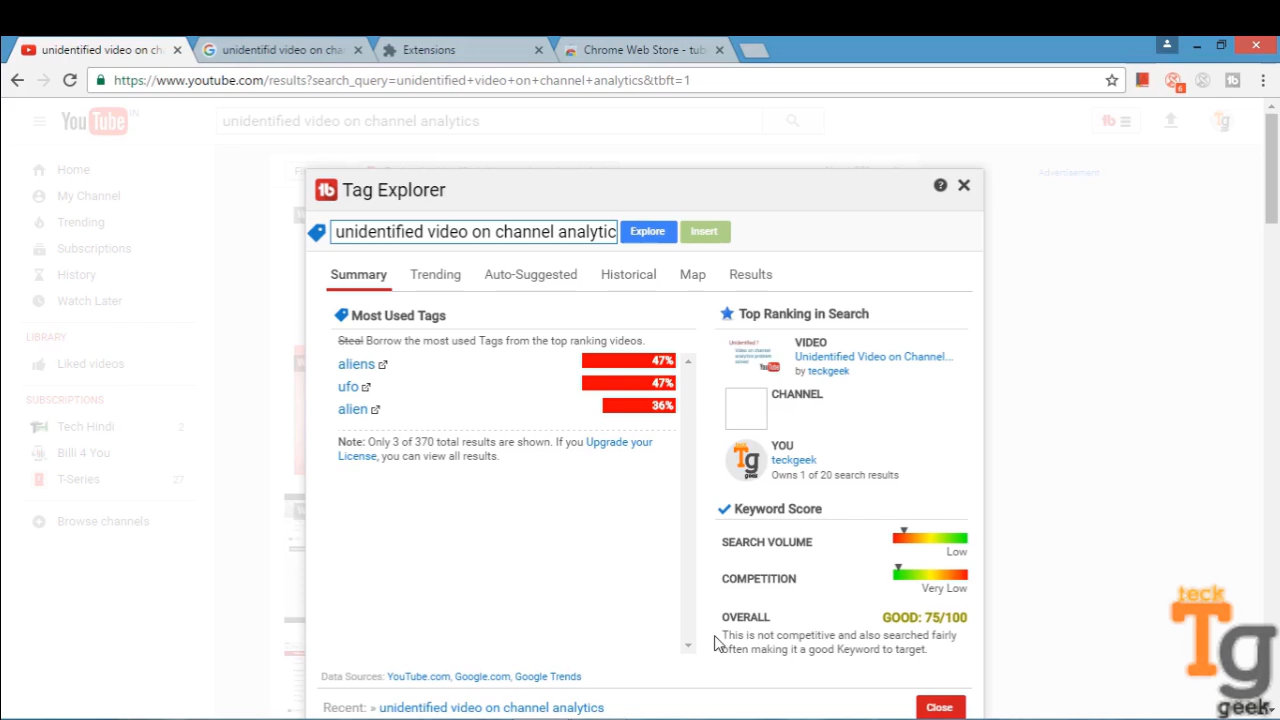 unidentified video on ch
unidentifid video on cha
Extensions
Chrome Web Store - tub
https://www.youtube.com/results?search_query=unidentified+video+on+channel+analytics&tbft=1
6
YouTube IN
unidentified video on channel analytics
Home
My Channel
Trending
Subscriptions
History
Watch Later
LIBRARY
Liked videos
SUBSCRIPTIONS
Tech Hindi 2
Billi 4 You
T-Series 27
Browse channels
Advertisement
Tag Explorer
unidentified video on channel analytic
Explore
Insert
Summary
Trending
Auto-Suggested
Historical
Map
Results
Most Used Tags
Steal Borrow the most used Tags from the top ranking videos.
aliens 47%
ufo 47%
alien 36%
Note: Only 3 of 370 total results are shown. If you Upgrade your
License, you can view all results.
Top Ranking in Search
VIDEO
Unidentified Video on Channel...
by teckgeek
CHANNEL
YOU
teckgeek
Owns 1 of 20 search results
Keyword Score
SEARCH VOLUME
Low
COMPETITION
Very Low
OVERALL GOOD: 75/100
This is not competitive and also searched fairly
often making it a good Keyword to target.
Data Sources: YouTube.com, Google.com, Google Trends
Recent: » unidentified video on channel analytics
Close
teck
Tg
geek